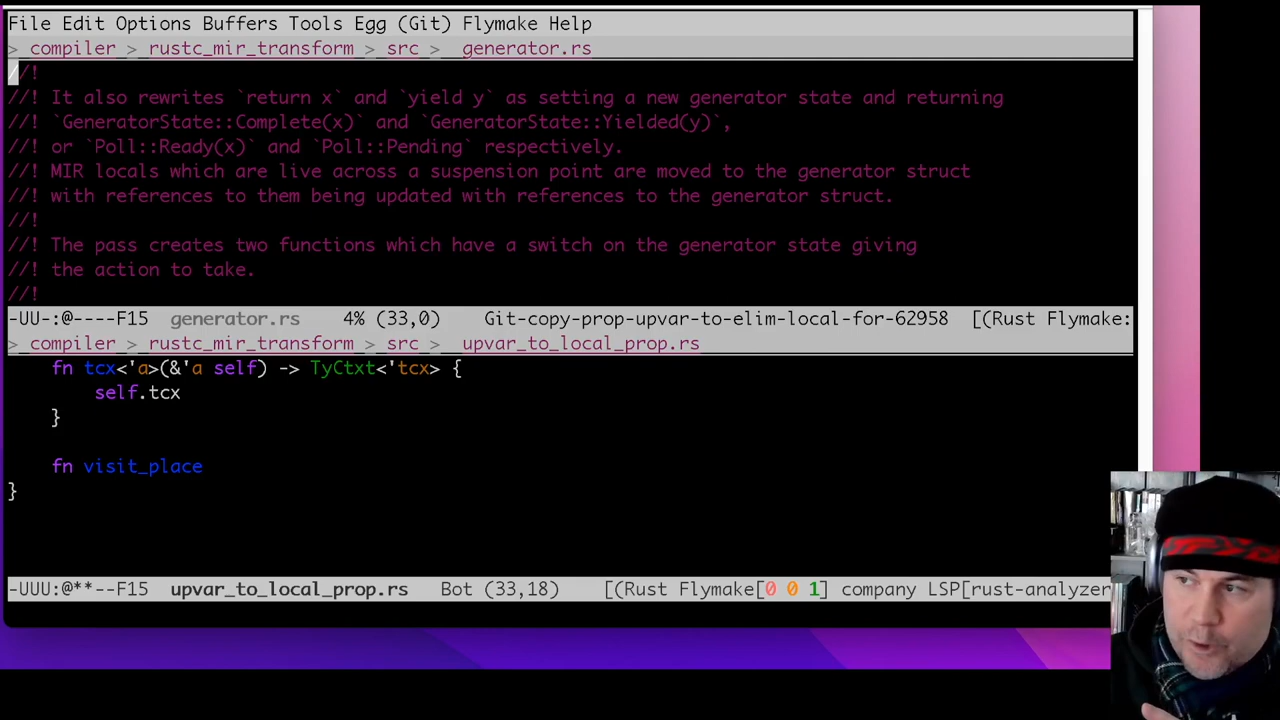 File Edit Options Buffers Tools Egg (Git) Flymake Help
> compiler > rustc_mir_transform > src > generator.rs
//!
//! It also rewrites `return x` and `yield y` as setting a new generator state and returning
//! `GeneratorState::Complete(x)` and `GeneratorState::Yielded(y)`,
//! or `Poll::Ready(x)` and `Poll::Pending` respectively.
//! MIR locals which are live across a suspension point are moved to the generator struct
//! with references to them being updated with references to the generator struct.
//!
//! The pass creates two functions which have a switch on the generator state giving
//! the action to take.
//!
-UU-:@----F15 generator.rs 4% (33,0) Git-copy-prop-upvar-to-elim-local-for-62958 [(Rust Flymake:
> compiler > rustc_mir_transform > src > upvar_to_local_prop.rs
fn tcx<'a>(&'a self) -> TyCtxt<'tcx> {
self.tcx
}
fn visit_place
}
-UUU:@**--F15 upvar_to_local_prop.rs Bot (33,18) [(Rust Flymake[0 0 1] company LSP[rust-analyzer